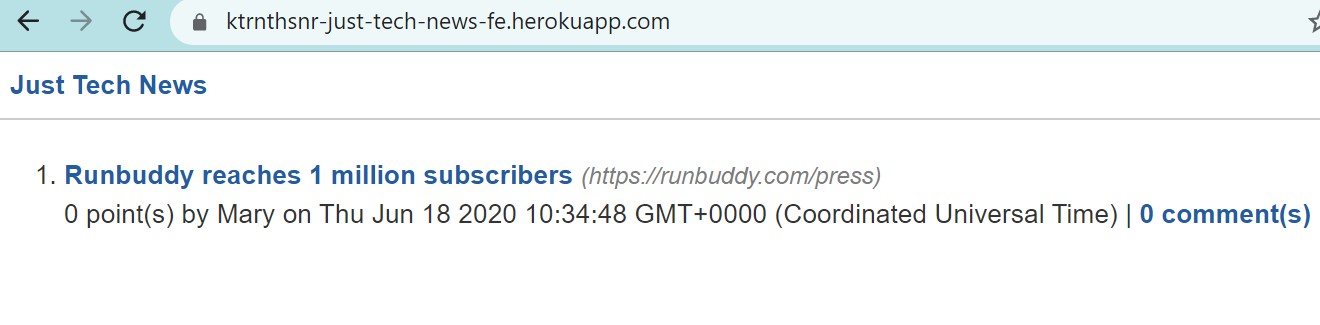 ktrnthsnr-just-tech-news-fe.herokuapp.com
Just Tech News
1. Runbuddy reaches 1 million subscribers (https://runbuddy.com/press)
0 point(s) by Mary on Thu Jun 18 2020 10:34:48 GMT+0000 (Coordinated Universal Time) | 0 comment(s)